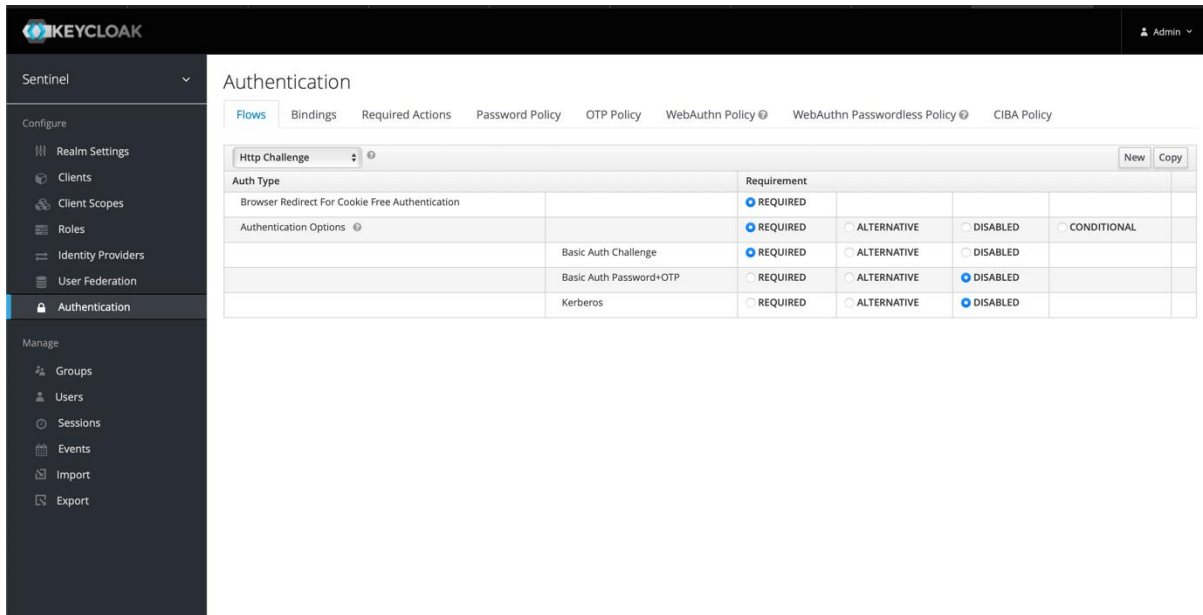 KEYCLOAK
Admin
Sentinel
Configure
Realm Settings
Clients
Client Scopes
Roles
Identity Providers
User Federation
Authentication
Manage
Groups
Users
Sessions
Events
Import
Export
Authentication
Flows Bindings Required Actions Password Policy OTP Policy WebAuthn Policy WebAuthn Passwordless Policy CIBA Policy
Http Challenge New Copy
Auth Type Requirement
Browser Redirect For Cookie Free Authentication REQUIRED
Authentication Options REQUIRED ALTERNATIVE DISABLED CONDITIONAL
Basic Auth Challenge REQUIRED ALTERNATIVE DISABLED
Basic Auth Password+OTP REQUIRED ALTERNATIVE DISABLED
Kerberos REQUIRED ALTERNATIVE DISABLED